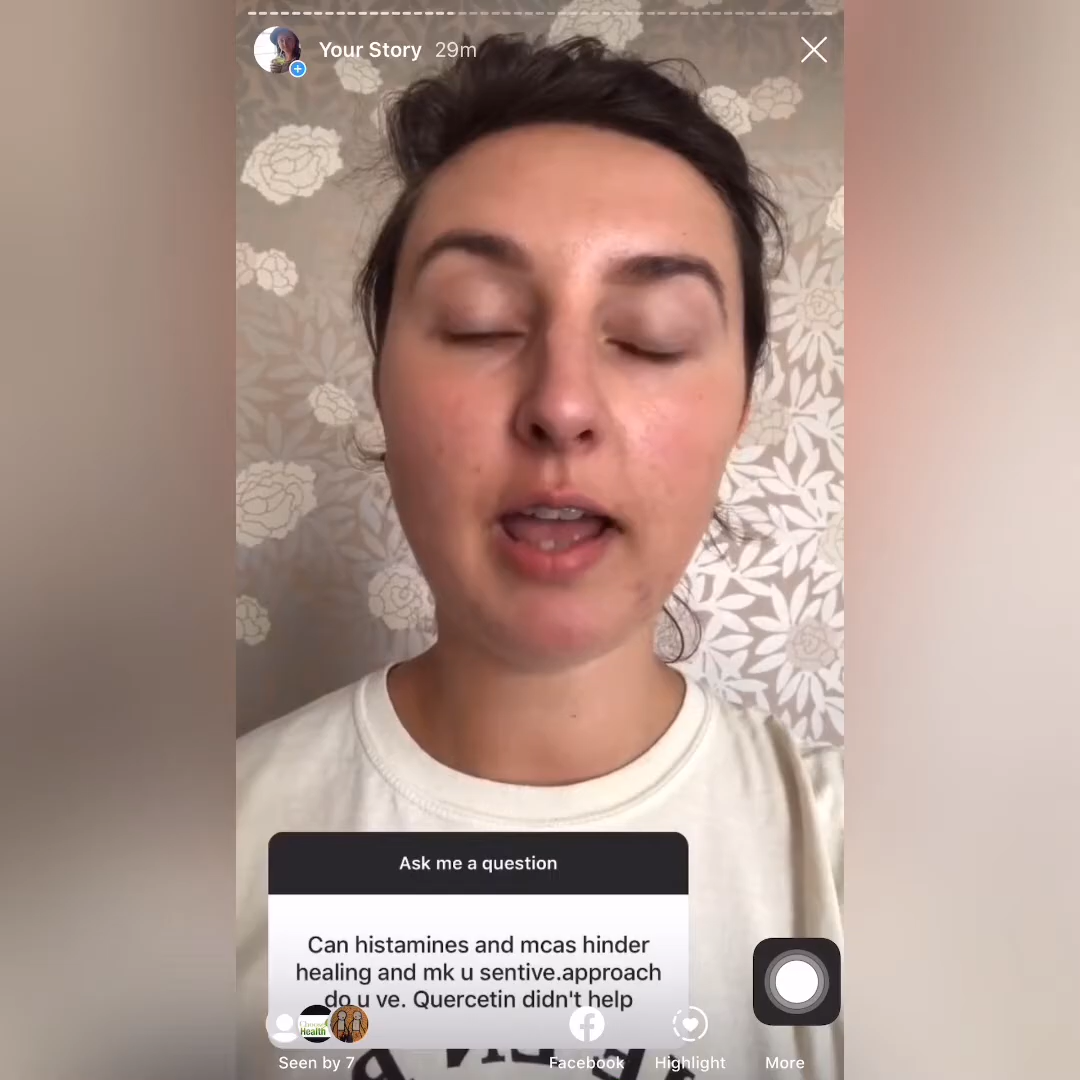 Your Story 29m
Ask me a question
Can histamines and mcas hinder
healing and mk u sentive.approach
do u ve. Quercetin didn't help
Health
Seen by 7
Facebook
Highlight
More